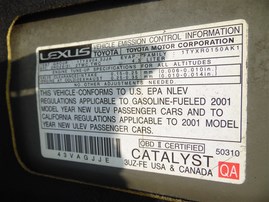 VEHICLE EMISSION CONTROL INFORMATION
LEXUS TOYOTA TOYOTA MOTOR CORPORATION
1TYXR0150AK1
THIS VEHICLE CONFORMS TO U.S. EPA NLEV
REGULATIONS APPLICABLE TO GASOLINE-FUELED 2001
MODEL YEAR NEW ULEV PASSENGER CARS AND TO
CALIFORNIA REGULATIONS APPLICABLE TO 2001 MODEL
YEAR NEW ULEV PASSENGER CARS.
OBD II CERTIFIED
CATALYST
50310
3UZ-FE USA & CANADA
QA